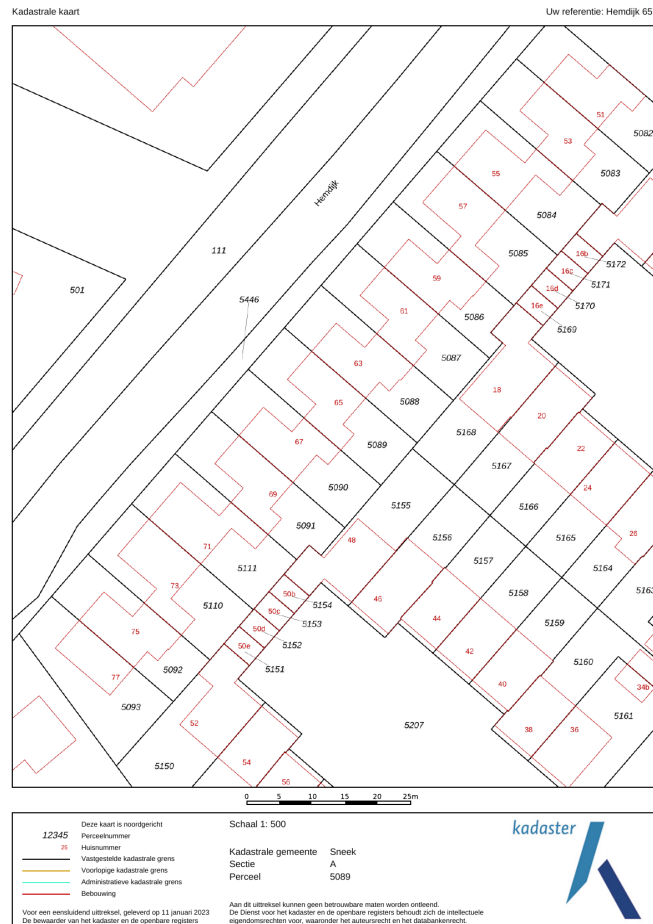 Kadastrale kaart
Uw referentie: Hemdijk 65
51
5082
53
5083
55
5084
57
Hemdijk
111
5085
16b
5172
16c
5171
59
16d
501
5446
5170
16e
61
5086
5169
5087
63
18
65
5088
20
67
5168
5089
22
5167
24
69
5090
5155
5166
5091
26
48
5156
5165
71
5157
5111
5164
73
50b
5158
5163
5110
5154
46
50c
5153
44
5159
75
50d
5152
42
5160
50e
5092
5151
77
40
34b
5093
52
5207
38
36
5161
5150
54
56
0 5 10 15 20 25m
Deze kaart is noordgericht
12345 Perceelnummer
25 Huisnummer
Vastgestelde kadastrale grens
Voorlopige kadastrale grens
Administratieve kadastrale grens
Bebouwing
Schaal 1: 500
Kadastrale gemeente Sneek
Sectie A
Perceel 5089
kadaster
Voor een eensluidend uittreksel, geleverd op 11 januari 2023
De bewaarder van het kadaster en de openbare registers
Aan dit uittreksel kunnen geen betrouwbare maten worden ontleend.
De Dienst voor het kadaster en de openbare registers behoudt zich de intellectuele
eigendomsrechten voor, waaronder het auteursrecht en het databankenrecht.